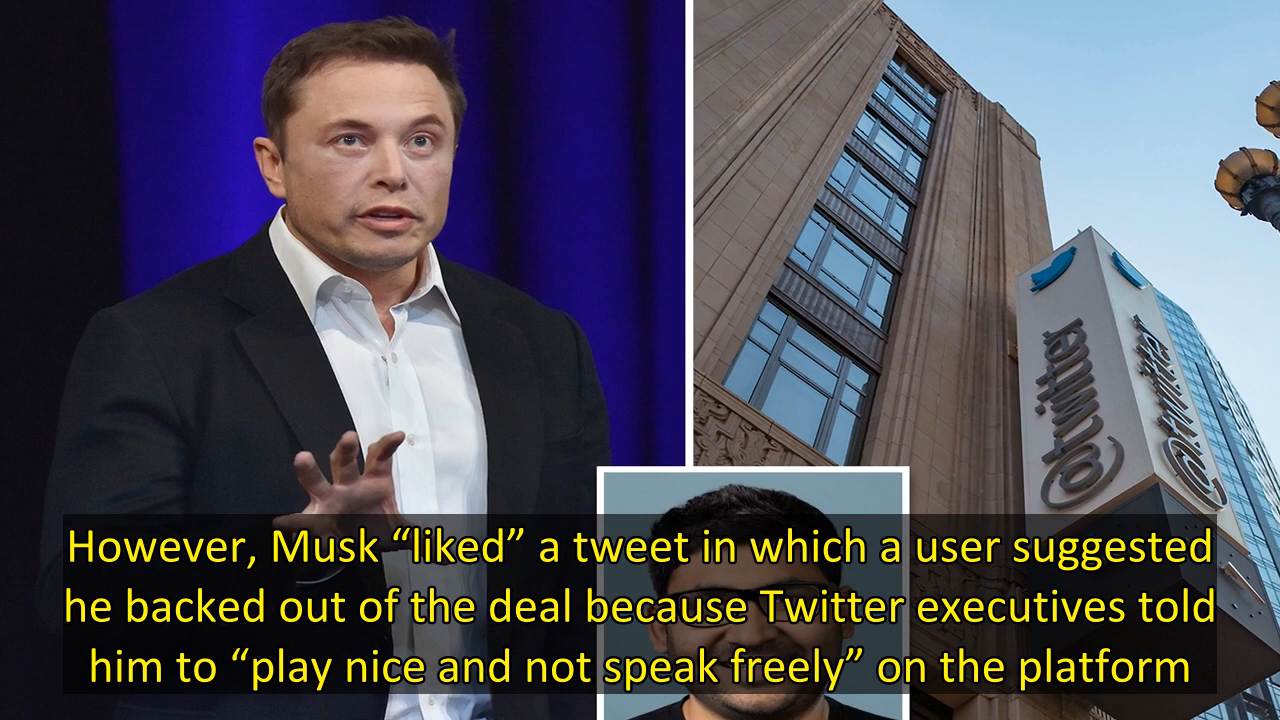 @twitter
@twitter
However, Musk “liked” a tweet in which a user suggested
he backed out of the deal because Twitter executives told
him to “play nice and not speak freely” on the platform